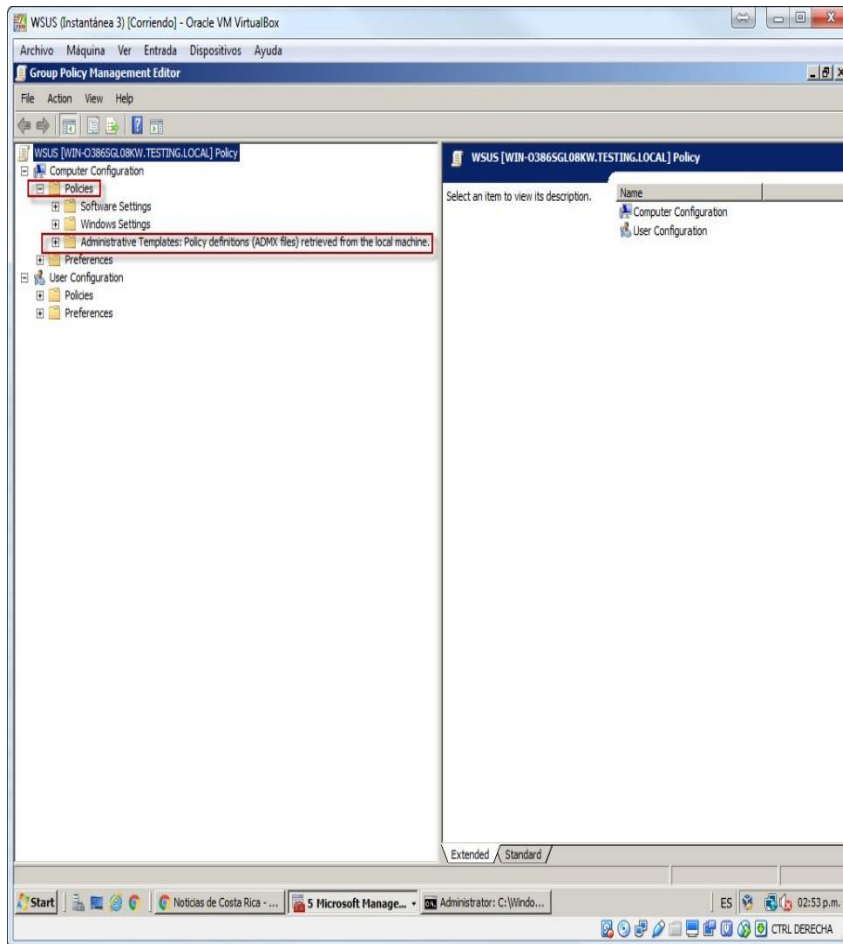 WSUS (Instantánea 3) [Corriendo] - Oracle VM VirtualBox
Archivo Máquina Ver Entrada Dispositivos Ayuda
Group Policy Management Editor
File Action View Help
WSUS [WIN-O386SGL08KW.TESTING.LOCAL] Policy
Computer Configuration
Policies
Software Settings
Windows Settings
Administrative Templates: Policy definitions (ADMX files) retrieved from the local machine.
Preferences
User Configuration
Policies
Preferences
WSUS [WIN-O386SGL08KW.TESTING.LOCAL] Policy
Select an item to view its description.
Name
Computer Configuration
User Configuration
Extended Standard
Start Noticias de Costa Rica - ... 5 Microsoft Manage... Administrator: C:\Windo... ES 02:53 p.m.
CTRL DERECHA